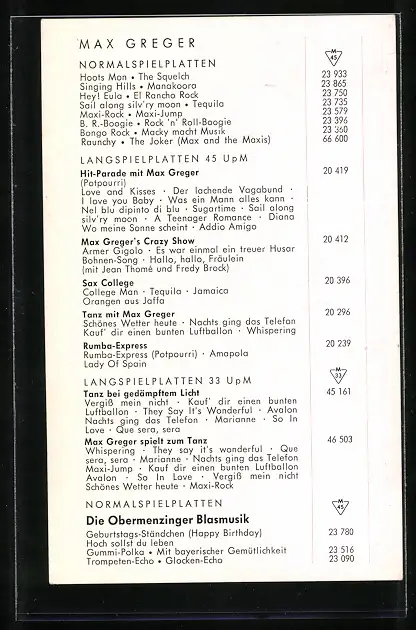 MAX GREGER
NORMALSPIELPLATTEN M 45
Hoots Mon • The Squelch 23 933
Singing Hills • Manakoora 23 865
Hey! Eula • El Rancho Rock 23 750
Sail along silv'ry moon • Tequila 23 735
Maxi-Rock • Maxi-Jump 23 579
B. R.-Boogie • Rock 'n' Roll-Boogie 23 396
Bongo Rock • Macky macht Musik 23 360
Raunchy • The Joker (Max and the Maxis) 66 600
LANGSPIELPLATTEN 45 UpM
Hit-Parade mit Max Greger 20 419
(Potpourri)
Love and Kisses · Der lachende Vagabund ·
I love you Baby · Was ein Mann alles kann ·
Nel blu dipinto di blu · Sugartime · Sail along
silv'ry moon · A Teenager Romance · Diana
Wo meine Sonne scheint · Addio Amigo
Max Greger's Crazy Show 20 412
Armer Gigolo · Es war einmal ein treuer Husar
Bohnen-Song · Hallo, hallo, Fräulein
(mit Jean Thomé und Fredy Brock)
Sax College 20 396
College Man · Tequila · Jamaica
Orangen aus Jaffa
Tanz mit Max Greger 20 296
Schönes Wetter heute · Nachts ging das Telefon
Kauf' dir einen bunten Luftballon · Whispering
Rumba-Express 20 239
Rumba-Express (Potpourri) · Amapola
Lady Of Spain
LANGSPIELPLATTEN 33 UpM M 33
Tanz bei gedämpftem Licht 45 161
Vergiß mein nicht · Kauf' dir einen bunten
Luftballon · They Say It's Wonderful · Avalon
Nachts ging das Telefon · Marianne · So In
Love · Que sera, sera
Max Greger spielt zum Tanz 46 503
Whispering · They say it's wonderful · Que
sera, sera · Marianne · Nachts ging das Telefon
Maxi-Jump · Kauf dir einen bunten Luftballon
Avalon · So In Love · Vergiß mein nicht
Schönes Wetter heute · Maxi-Rock
NORMALSPIELPLATTEN M 45
Die Obermenzinger Blasmusik
Geburtstags-Ständchen (Happy Birthday) 23 780
Hoch sollst du leben
Gummi-Polka • Mit bayerischer Gemütlichkeit 23 516
Trompeten-Echo • Glocken-Echo 23 090